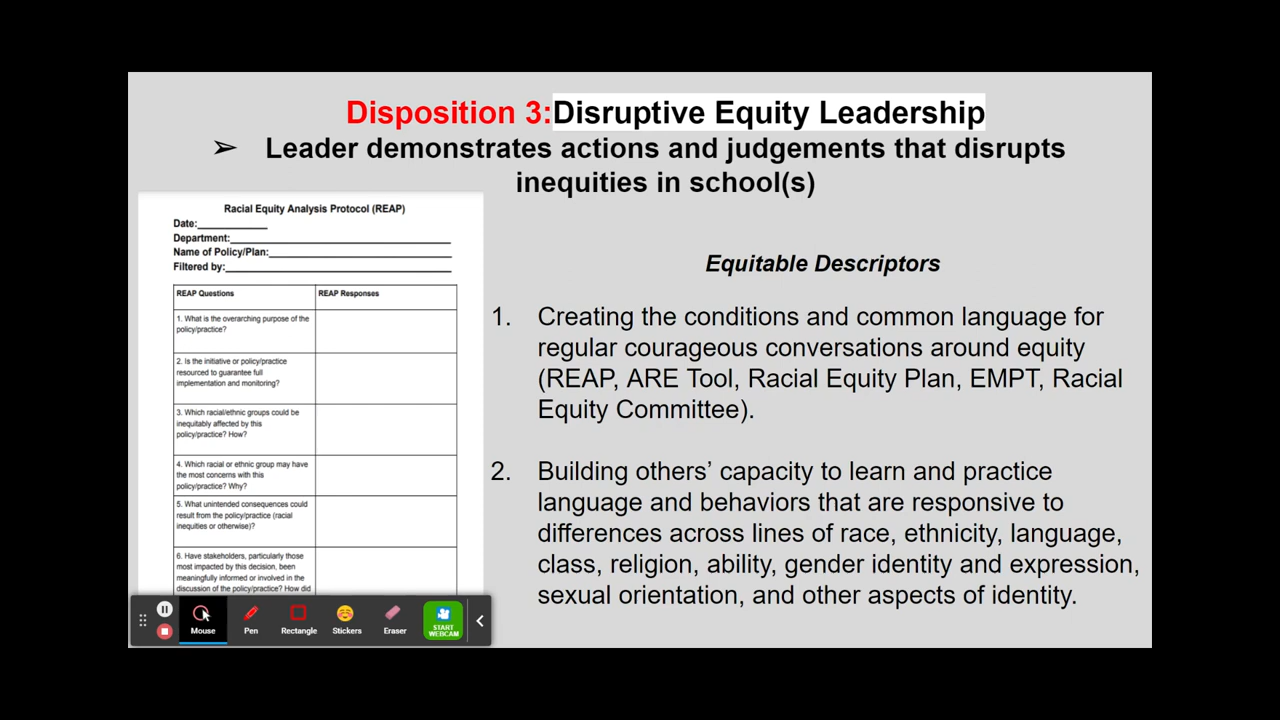 Disposition 3:Disruptive Equity Leadership
➢ Leader demonstrates actions and judgements that disrupts
inequities in school(s)
Racial Equity Analysis Protocol (REAP)
Date:____________
Department:____________
Name of Policy/Plan:____________
Filtered by:____________
REAP Questions
REAP Responses
1. What is the overarching purpose of the
policy/practice?
2. Is the initiative or policy/practice
resourced to guarantee full
implementation and monitoring?
3. Which racial/ethnic groups could be
inequitably affected by this
policy/practice? How?
4. Which racial or ethnic group may have
the most concerns with this
policy/practice? Why?
5. What unintended consequences could
result from the policy/practice (racial
inequities or otherwise)?
6. Have stakeholders, particularly those
most impacted by this decision, been
meaningfully informed or involved in the
discussion of the policy/practice? How did
Equitable Descriptors
1. Creating the conditions and common language for
regular courageous conversations around equity
(REAP, ARE Tool, Racial Equity Plan, EMPT, Racial
Equity Committee).
2. Building others’ capacity to learn and practice
language and behaviors that are responsive to
differences across lines of race, ethnicity, language,
class, religion, ability, gender identity and expression,
sexual orientation, and other aspects of identity.
Mouse
Pen
Rectangle
Stickers
Eraser
START
WEBCAM